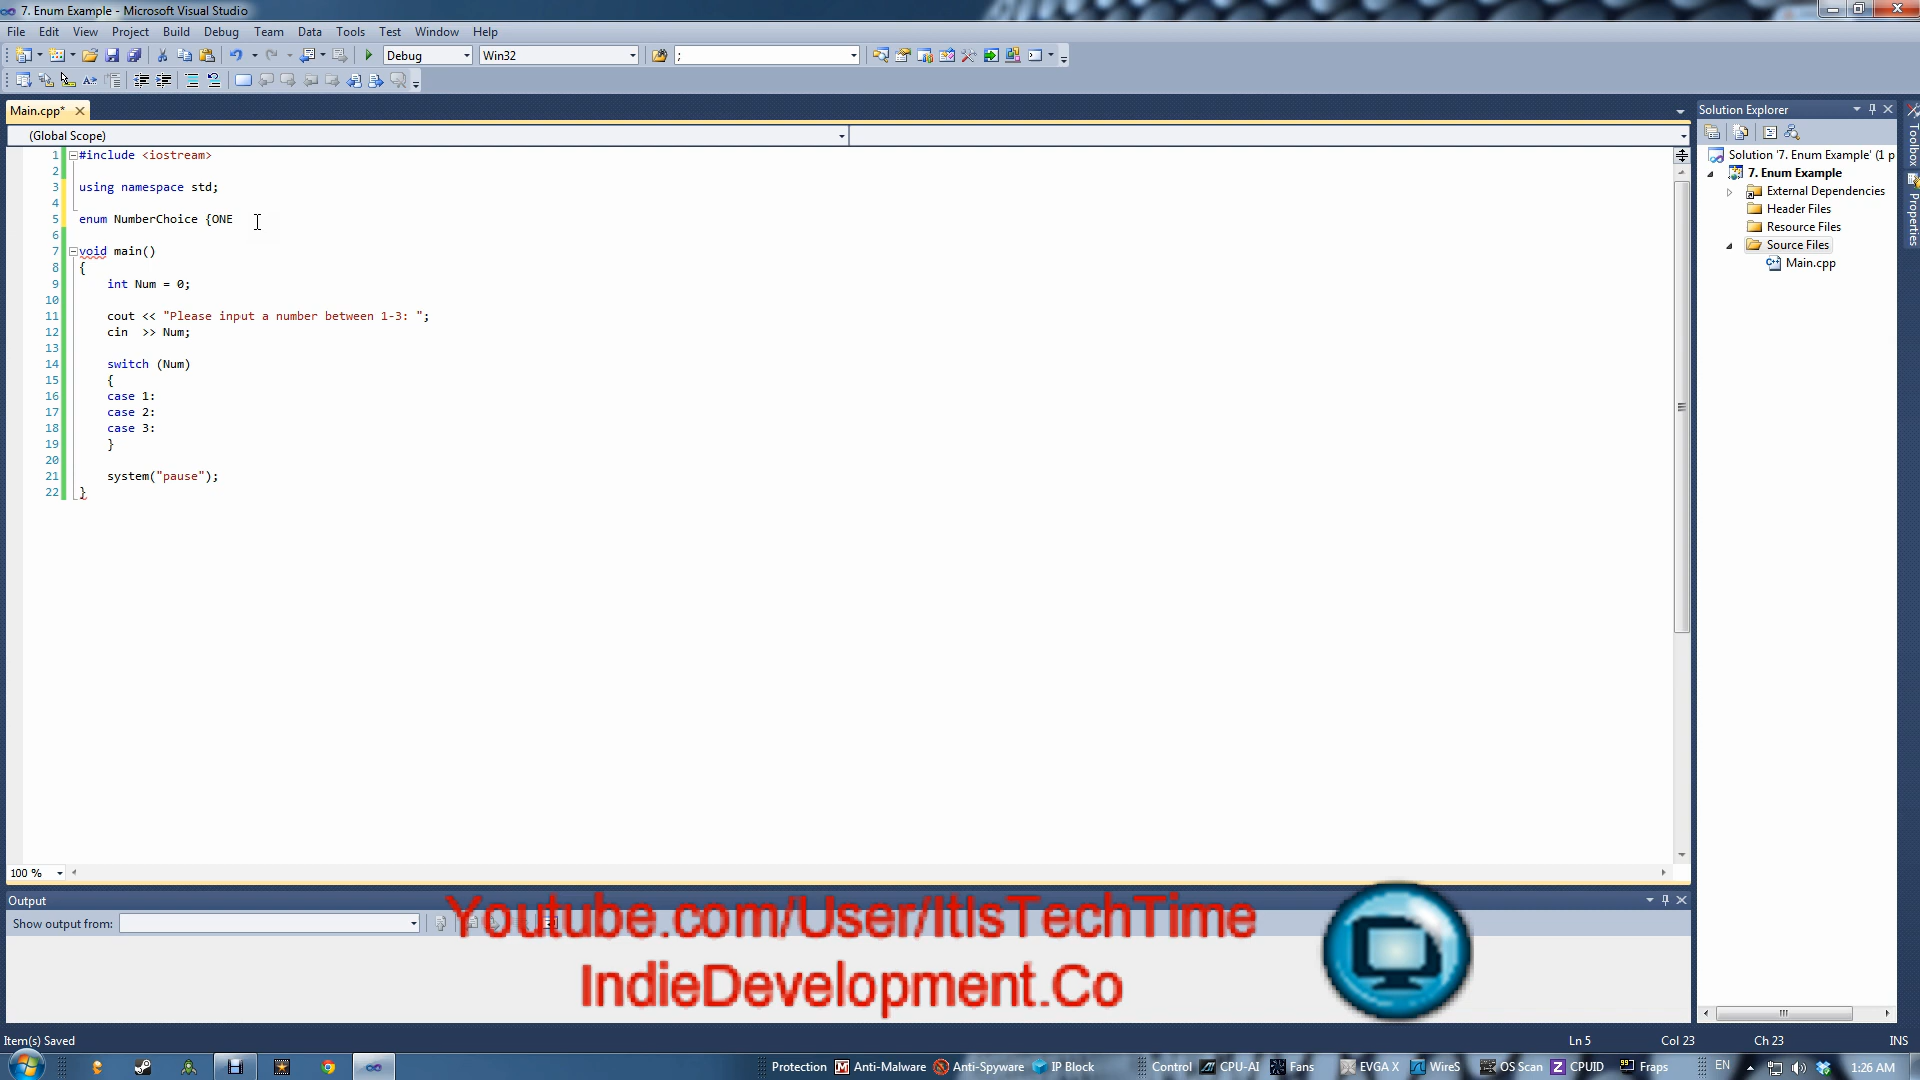 7. Enum Example - Microsoft Visual Studio
File Edit View Project Build Debug Team Data Tools Test Window Help
Debug Win32 ;
Main.cpp*
(Global Scope)
1 #include <iostream>
2
3 using namespace std;
4
5 enum NumberChoice {ONE
6
7 void main()
8 {
9 int Num = 0;
10
11 cout << "Please input a number between 1-3: ";
12 cin >> Num;
13
14 switch (Num)
15 {
16 case 1:
17 case 2:
18 case 3:
19 }
20
21 system("pause");
22 }
100 %
Solution Explorer
Solution '7. Enum Example' (1 p
7. Enum Example
External Dependencies
Header Files
Resource Files
Source Files
Main.cpp
Toolbox
Properties
Output
Show output from:
Youtube.com/User/ItIsTechTime
IndieDevelopment.Co
Item(s) Saved
Ln 5 Col 23 Ch 23 INS
Protection Anti-Malware Anti-Spyware IP Block Control CPU-AI Fans EVGA X WireS OS Scan CPUID Fraps EN 1:26 AM